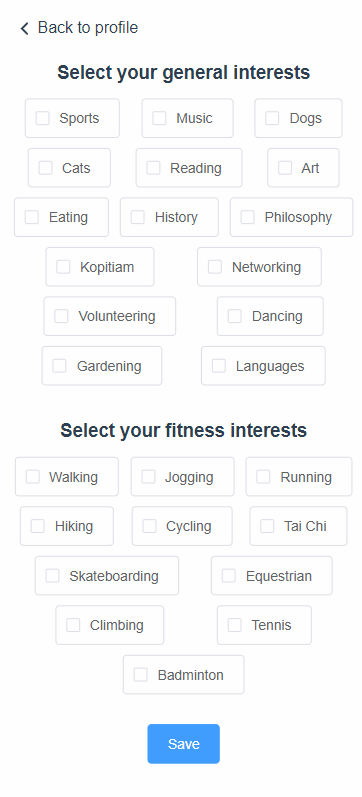 Back to profile
Select your general interests
Sports Music Dogs
Cats Reading Art
Eating History Philosophy
Kopitiam Networking
Volunteering Dancing
Gardening Languages
Select your fitness interests
Walking Jogging Running
Hiking Cycling Tai Chi
Skateboarding Equestrian
Climbing Tennis
Badminton
Save